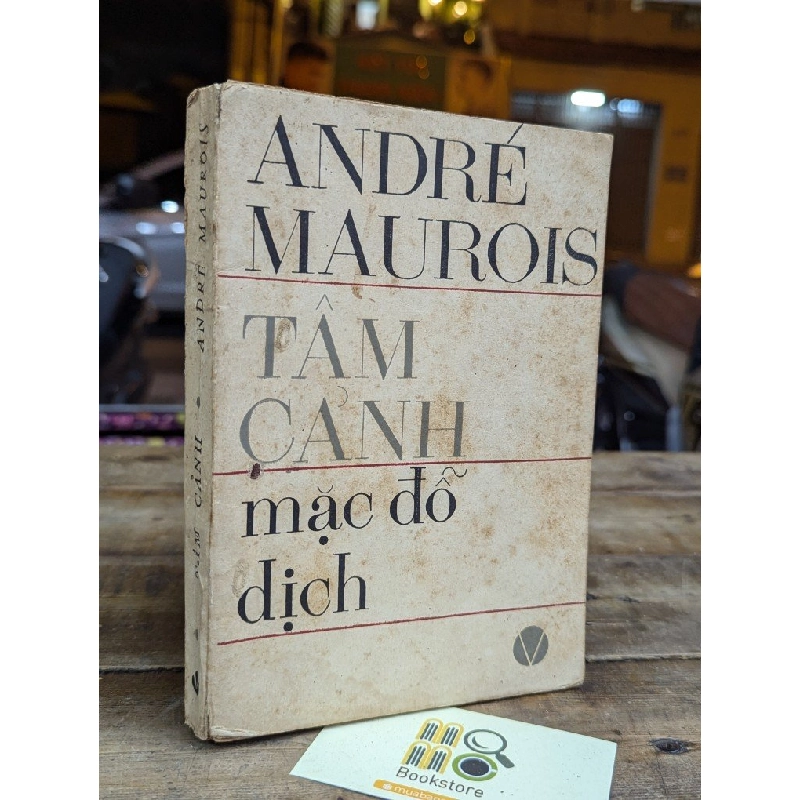 ANDRÉ
MAUROIS
TÂM
CẢNH
mặc đỗ
dịch
ANDRÉ MAUROIS
CẢNH
Bookstore